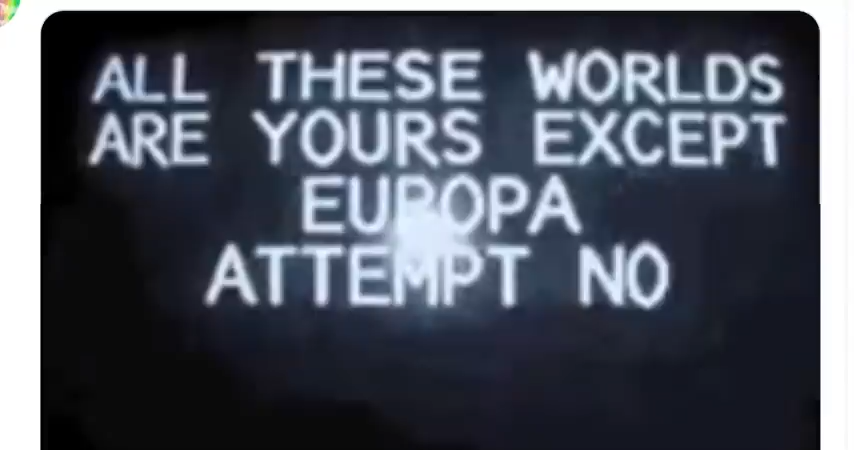 ALL THESE WORLDS
ARE YOURS EXCEPT
EUROPA
ATTEMPT NO